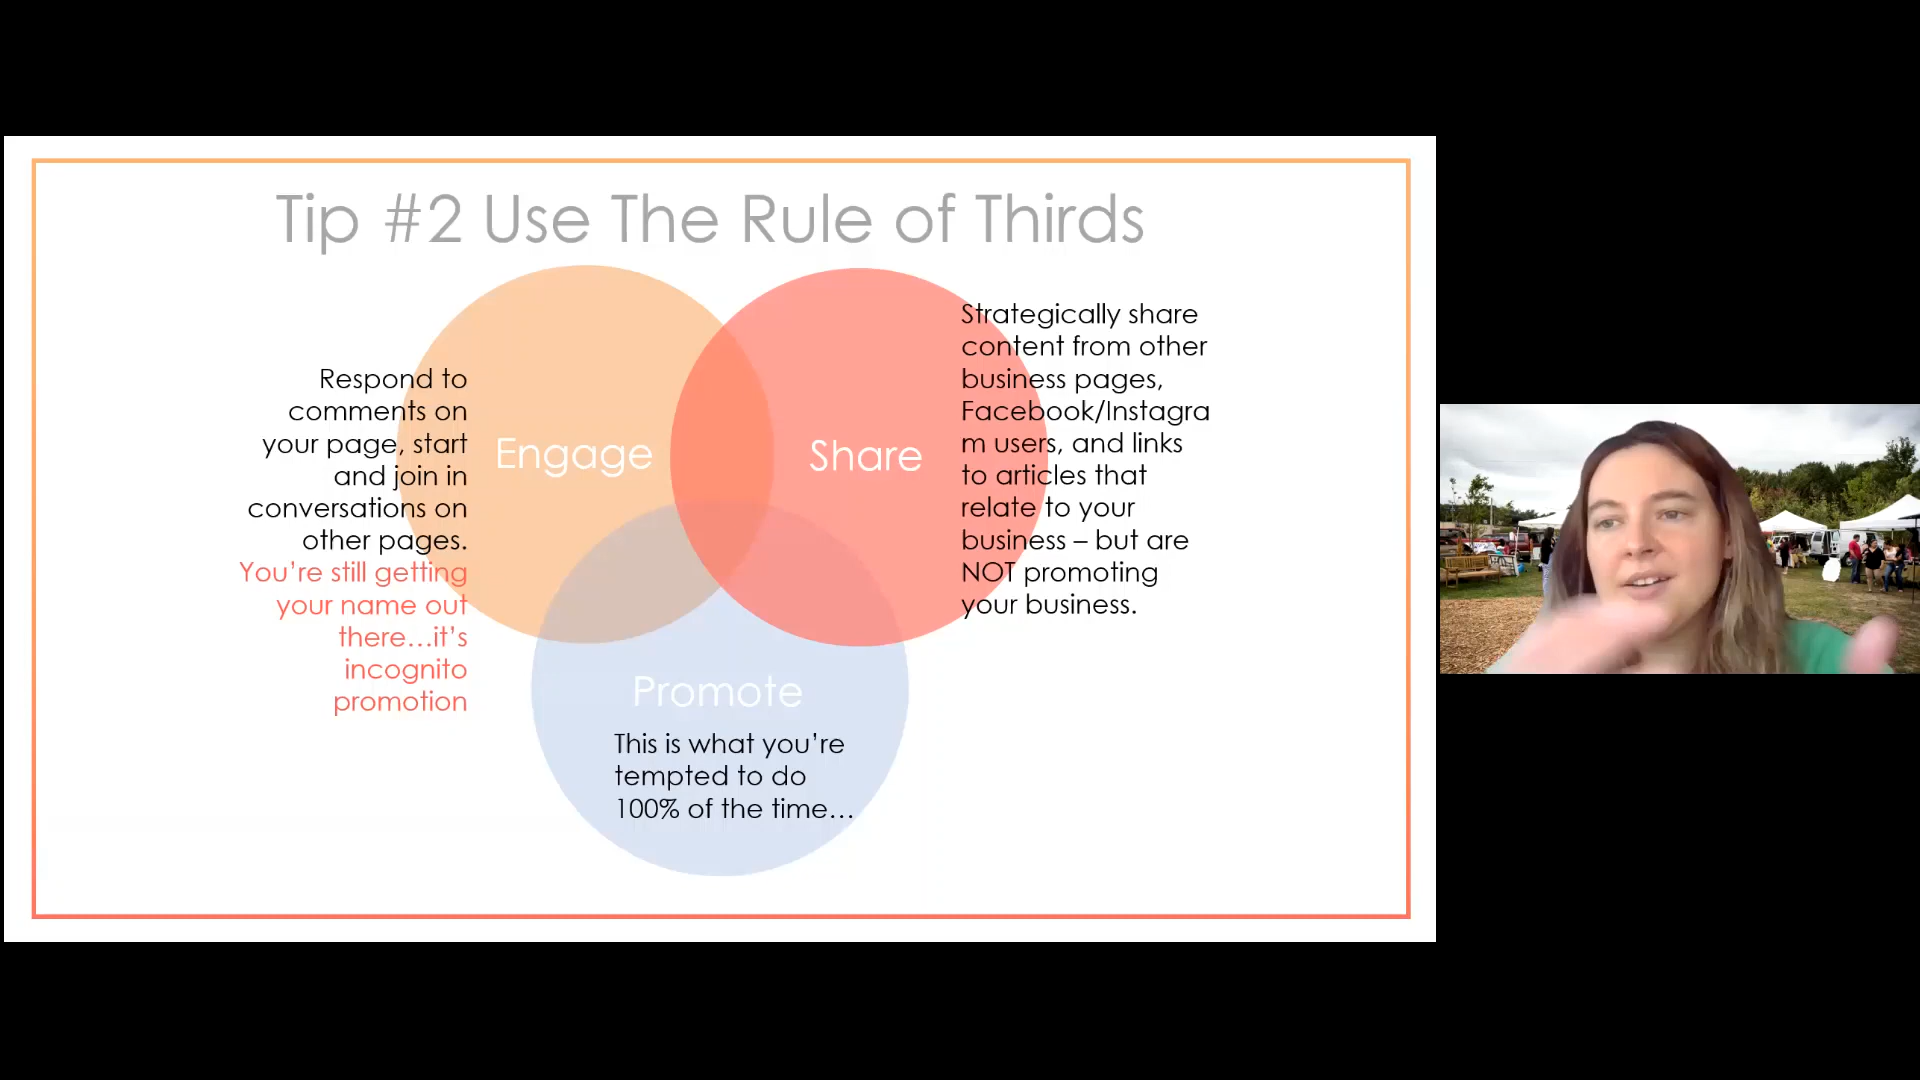 Tip #2 Use The Rule of Thirds
Respond to
comments on
your page, start
and join in
conversations on
other pages.
You’re still getting
your name out
there...it’s
incognito
promotion
Engage
Share
Strategically share
content from other
business pages,
Facebook/Instagra
m users, and links
to articles that
relate to your
business – but are
NOT promoting
your business.
Promote
This is what you’re
tempted to do
100% of the time...